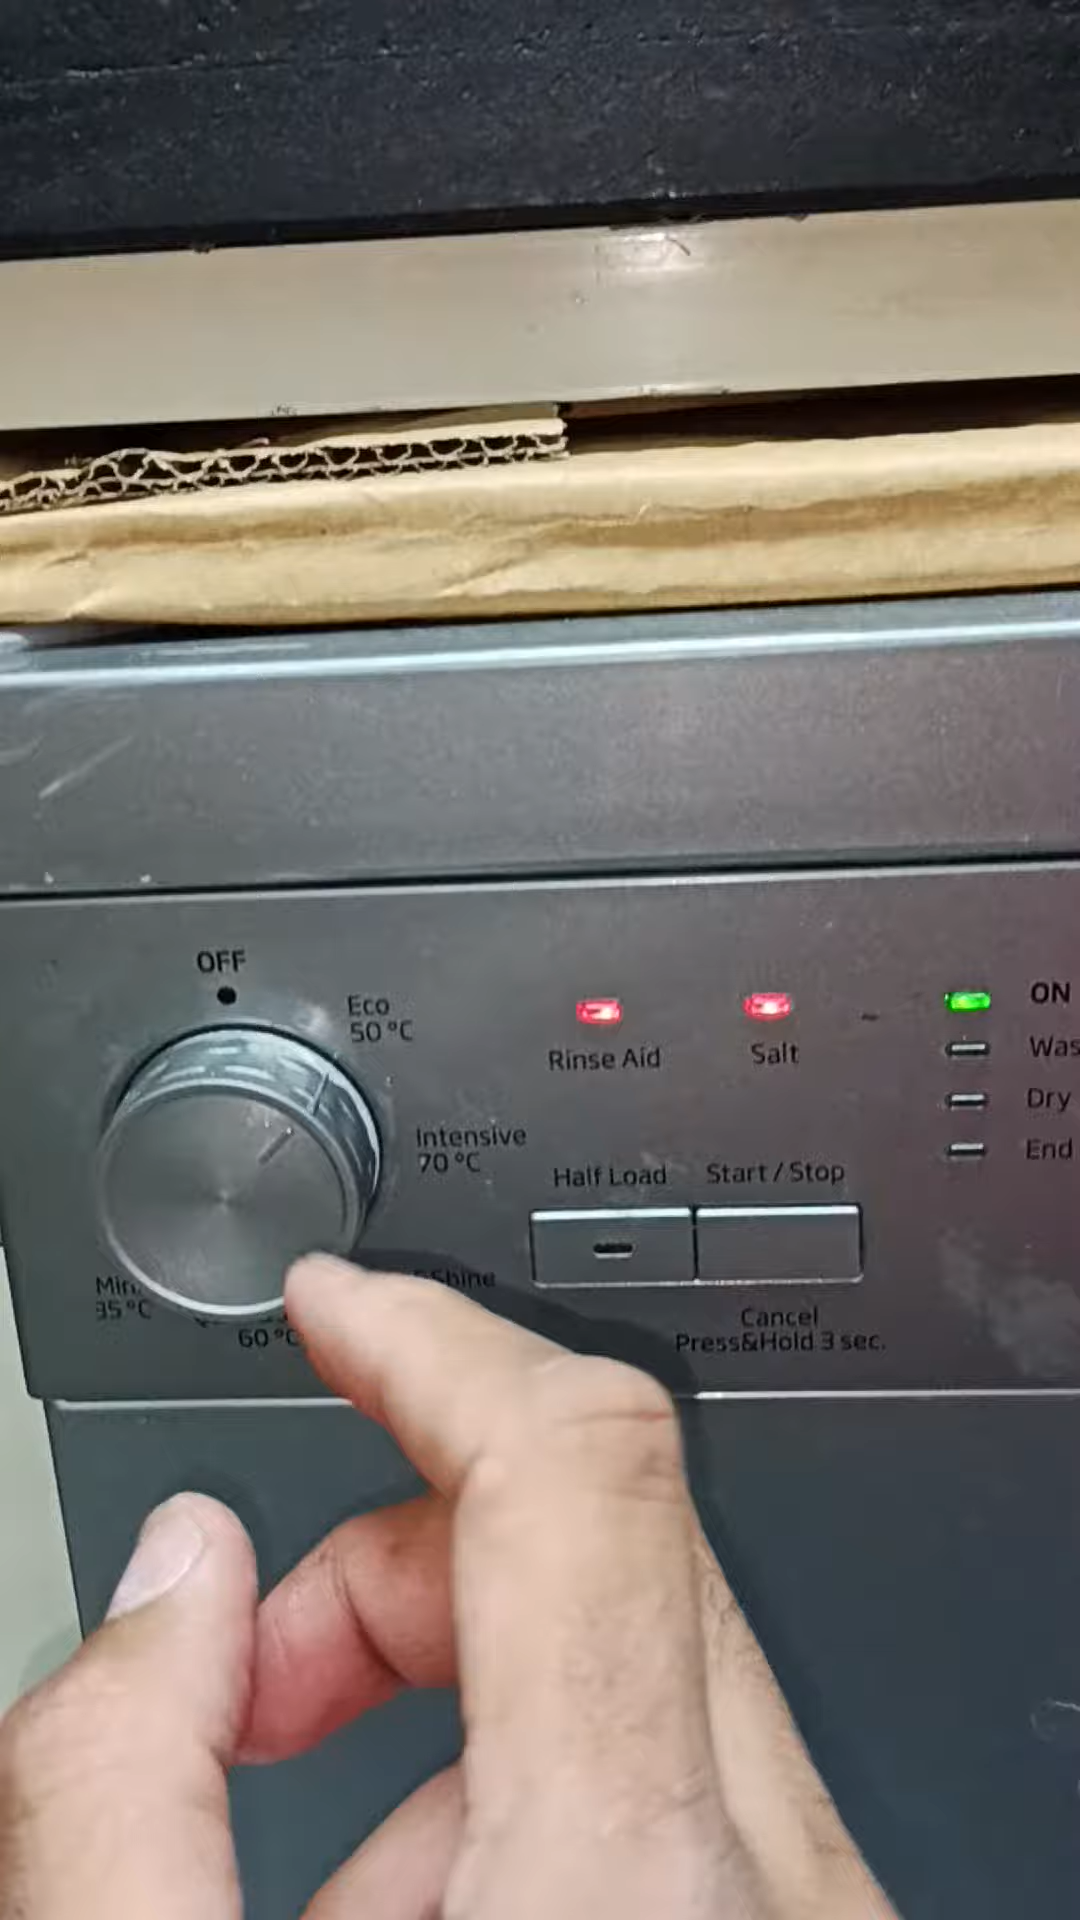 OFF
Eco
50 °C
Intensive
70 °C
60 °C
35 °C
Rinse Aid
Salt
Half Load
Start / Stop
Cancel
Press&Hold 3 sec.
ON
Dry
End